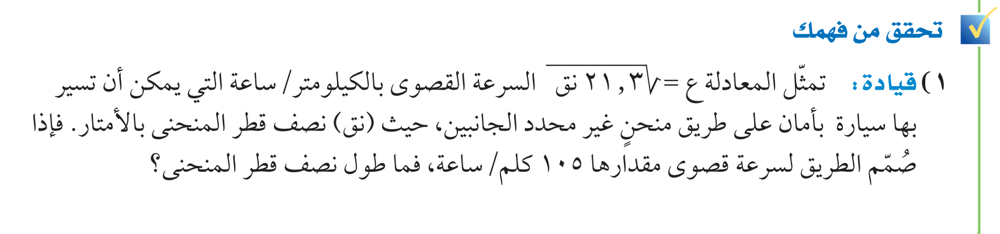 تحقق من فهمك
١) قيادة: تمثّل المعادلة ع = √٢١,٣ نق السرعة القصوى بالكيلومتر/ ساعة التي يمكن أن تسير
بها سيارة بأمان على طريق منحنٍ غير محدد الجانبين، حيث (نق) نصف قطر المنحنى بالأمتار. فإذا
صُمّم الطريق لسرعة قصوى مقدارها ١٠٥ كلم/ ساعة، فما طول نصف قطر المنحنى؟